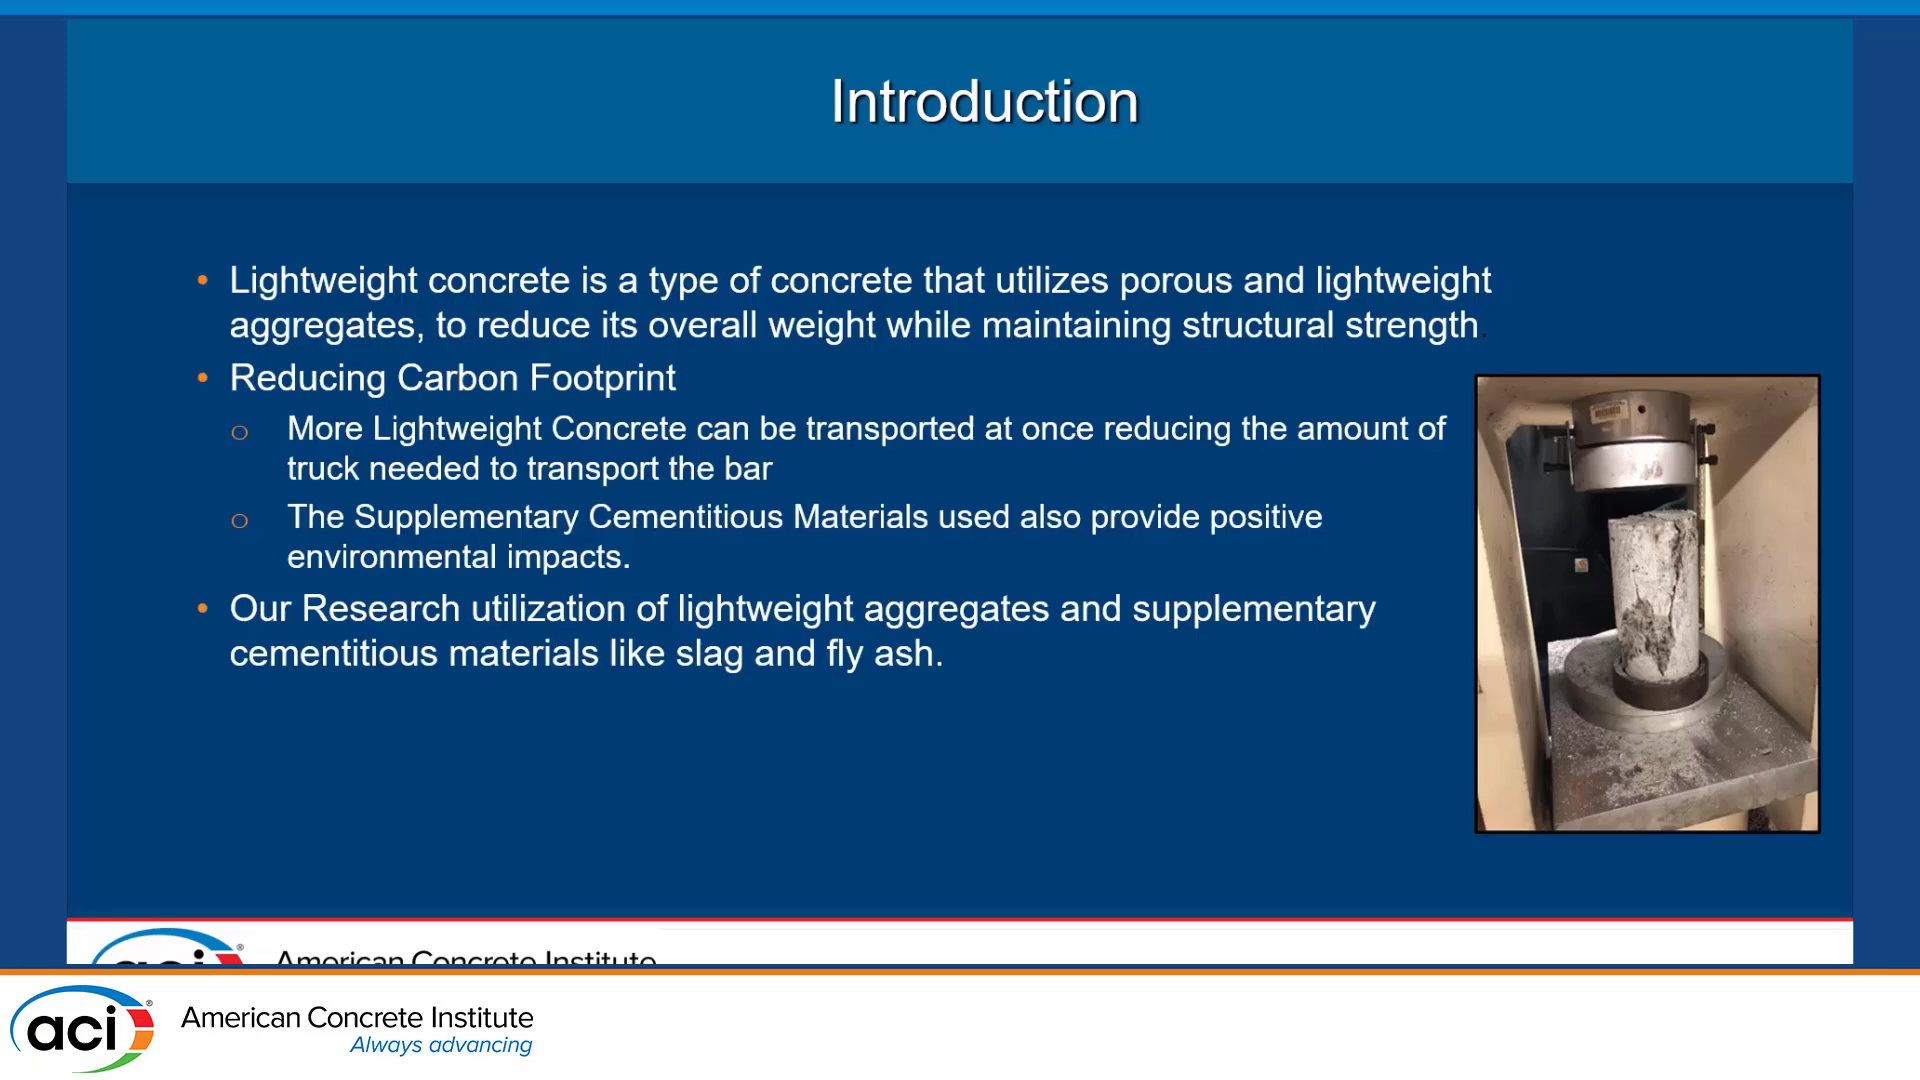 Introduction
• Lightweight concrete is a type of concrete that utilizes porous and lightweight
aggregates, to reduce its overall weight while maintaining structural strength.
• Reducing Carbon Footprint
o More Lightweight Concrete can be transported at once reducing the amount of
truck needed to transport the bar
o The Supplementary Cementitious Materials used also provide positive
environmental impacts.
• Our Research utilization of lightweight aggregates and supplementary
cementitious materials like slag and fly ash.
aci® American Concrete Institute
aci® American Concrete Institute
Always advancing